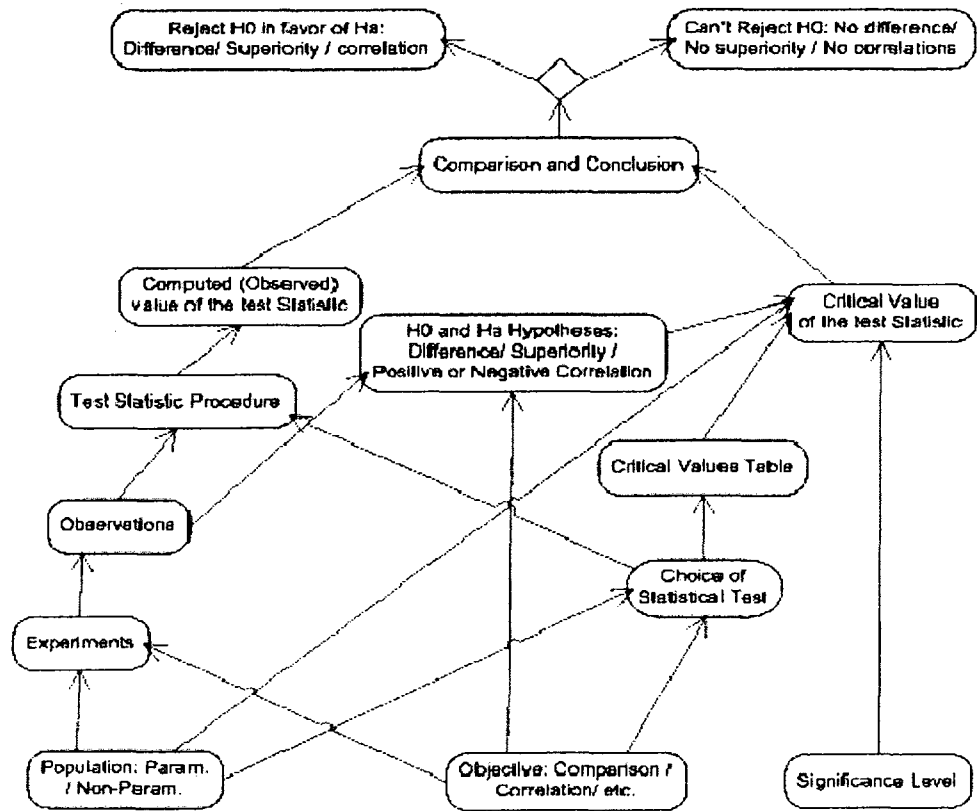 Reject H0 in favor of Ha:
Difference/ Superiority / correlation
Can't Reject H0: No difference/
No superiority / No correlations
Comparison and Conclusion
Computed (Observed)
value of the test Statistic
Critical Value
of the test Statistic
H0 and Ha Hypotheses:
Difference/ Superiority /
Positive or Negative Correlation
Test Statistic Procedure
Critical Values Table
Observations
Choice of
Statistical Test
Experiments
Population: Param.
/ Non-Param.
Objective: Comparison /
Correlation/ etc.
Significance Level